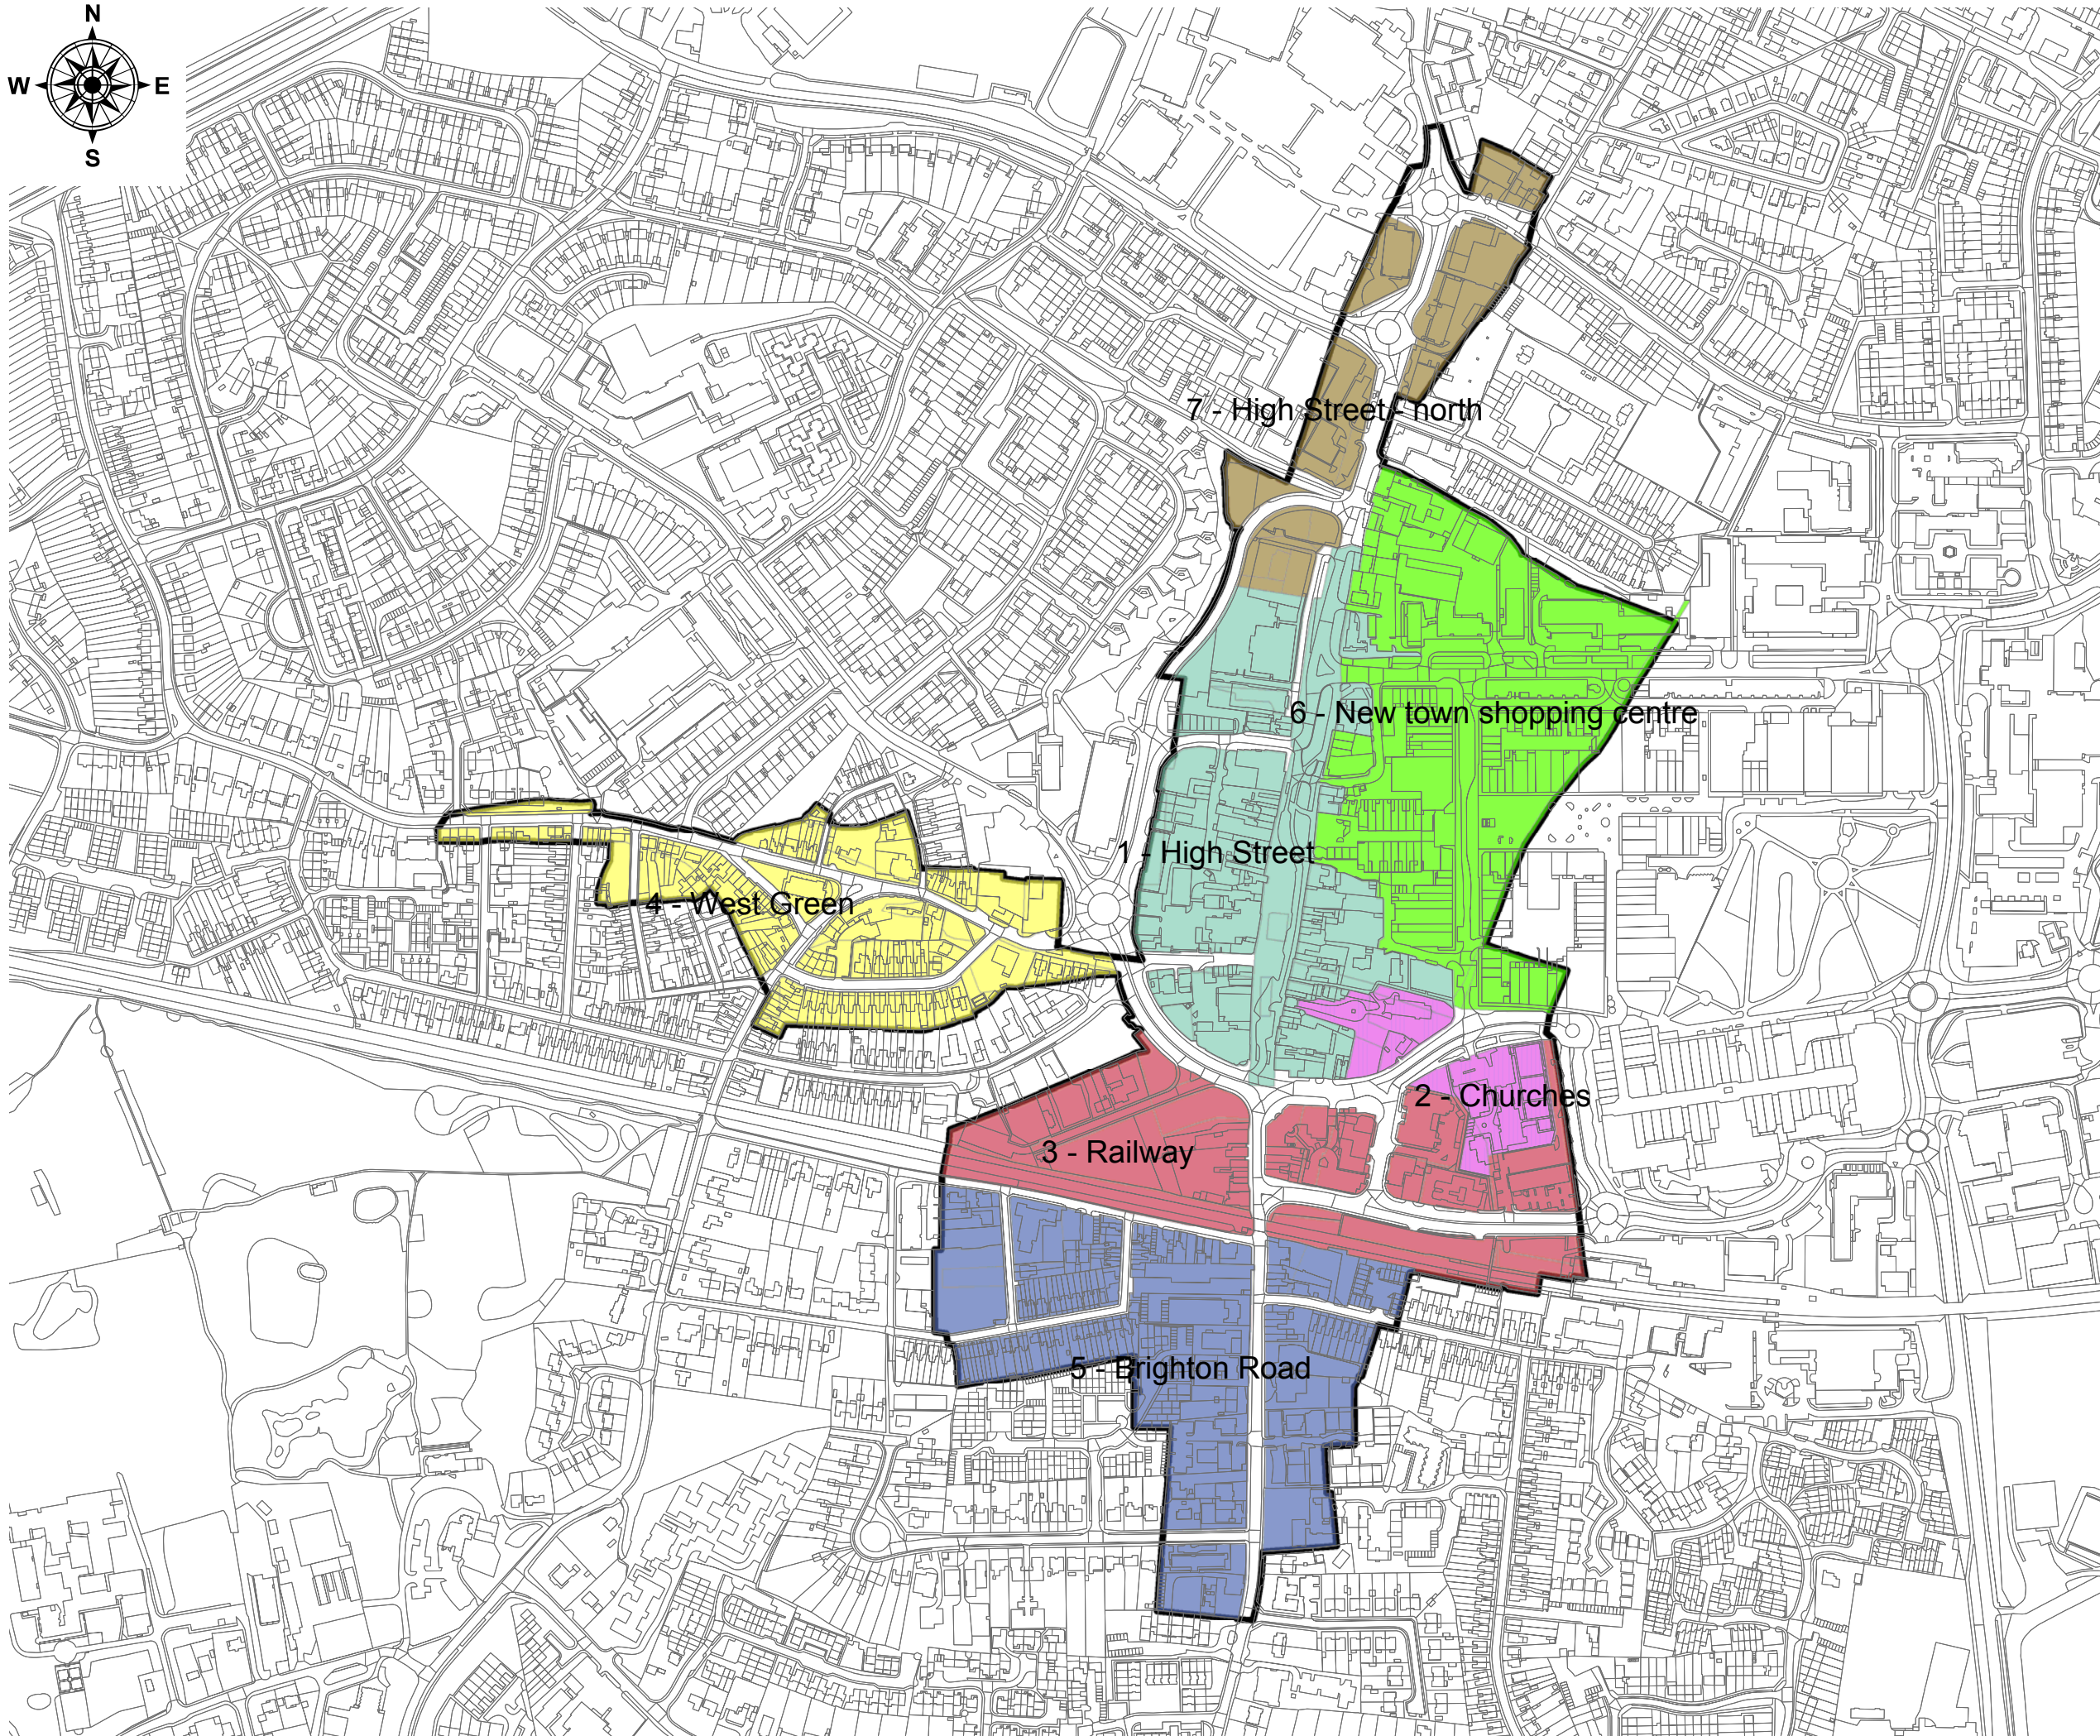 N
W E
S
7 - High Street - north
6 - New town shopping centre
1 - High Street
4 - West Green
2 - Churches
3 - Railway
5 - Brighton Road